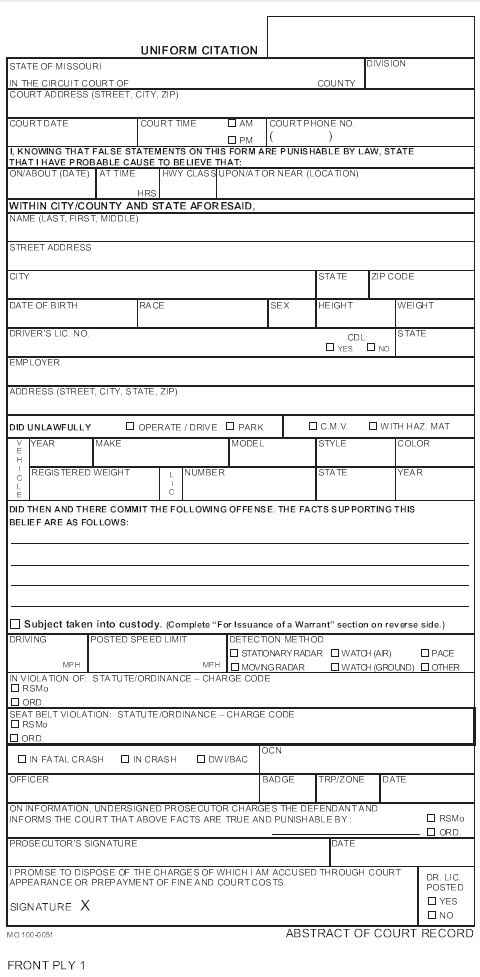 UNIFORM CITATION
STATE OF MISSOURI
DIVISION
IN THE CIRCUIT COURT OF COUNTY
COURT ADDRESS (STREET, CITY, ZIP)
COURT DATE COURT TIME AM COURT PHONE NO.
PM ( )
I, KNOWING THAT FALSE STATEMENTS ON THIS FORM ARE PUNISHABLE BY LAW, STATE
THAT I HAVE PROBABLE CAUSE TO BELIEVE THAT:
ON/ABOUT (DATE) AT TIME HWY CLASS UPON/AT OR NEAR (LOCATION)
HRS
WITHIN CITY/COUNTY AND STATE AFORESAID,
NAME (LAST, FIRST, MIDDLE)
STREET ADDRESS
CITY STATE ZIP CODE
DATE OF BIRTH RACE SEX HEIGHT WEIGHT
DRIVER'S LIC. NO. CDL: STATE
YES NO
EMPLOYER
ADDRESS (STREET, CITY, STATE, ZIP)
DID UNLAWFULLY OPERATE / DRIVE PARK C.M.V. WITH HAZ. MAT
VEHICLE YEAR MAKE MODEL STYLE COLOR
REGISTERED WEIGHT LIC NUMBER STATE YEAR
DID THEN AND THERE COMMIT THE FOLLOWING OFFENSE. THE FACTS SUPPORTING THIS
BELIEF ARE AS FOLLOWS:
Subject taken into custody. (Complete "For Issuance of a Warrant" section on reverse side.)
DRIVING POSTED SPEED LIMIT DETECTION METHOD
STATIONARY RADAR WATCH (AIR) PACE
MPH MPH MOVING RADAR WATCH (GROUND) OTHER
IN VIOLATION OF: STATUTE/ORDINANCE – CHARGE CODE
RSMo
ORD.
SEAT BELT VIOLATION: STATUTE/ORDINANCE – CHARGE CODE
RSMo
ORD.
OCN
IN FATAL CRASH IN CRASH DWI/BAC
OFFICER BADGE TRP/ZONE DATE
ON INFORMATION, UNDERSIGNED PROSECUTOR CHARGES THE DEFENDANT AND
INFORMS THE COURT THAT ABOVE FACTS ARE TRUE AND PUNISHABLE BY: RSMo
ORD.
PROSECUTOR'S SIGNATURE DATE
I PROMISE TO DISPOSE OF THE CHARGES OF WHICH I AM ACCUSED THROUGH COURT
APPEARANCE OR PREPAYMENT OF FINE AND COURT COSTS.
DR. LIC.
POSTED
YES
SIGNATURE X
NO
MO 100-0051 ABSTRACT OF COURT RECORD
FRONT PLY 1